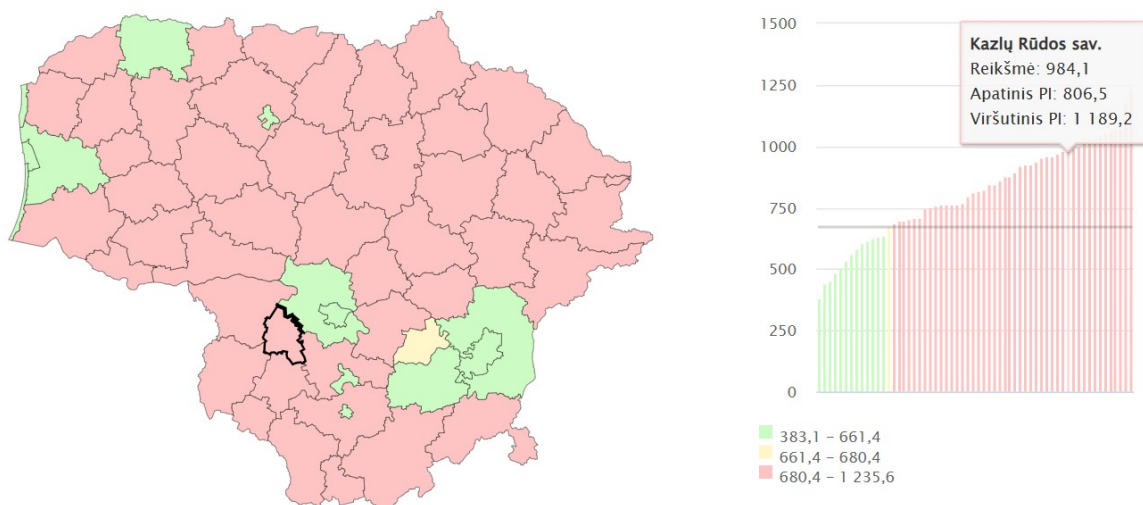 1500
1250
1000
750
500
250
0
Kazlų Rūdos sav.
Reikšmė: 984,1
Apatinis PI: 806,5
Viršutinis PI: 1 189,2
383,1 – 661,4
661,4 – 680,4
680,4 – 1 235,6